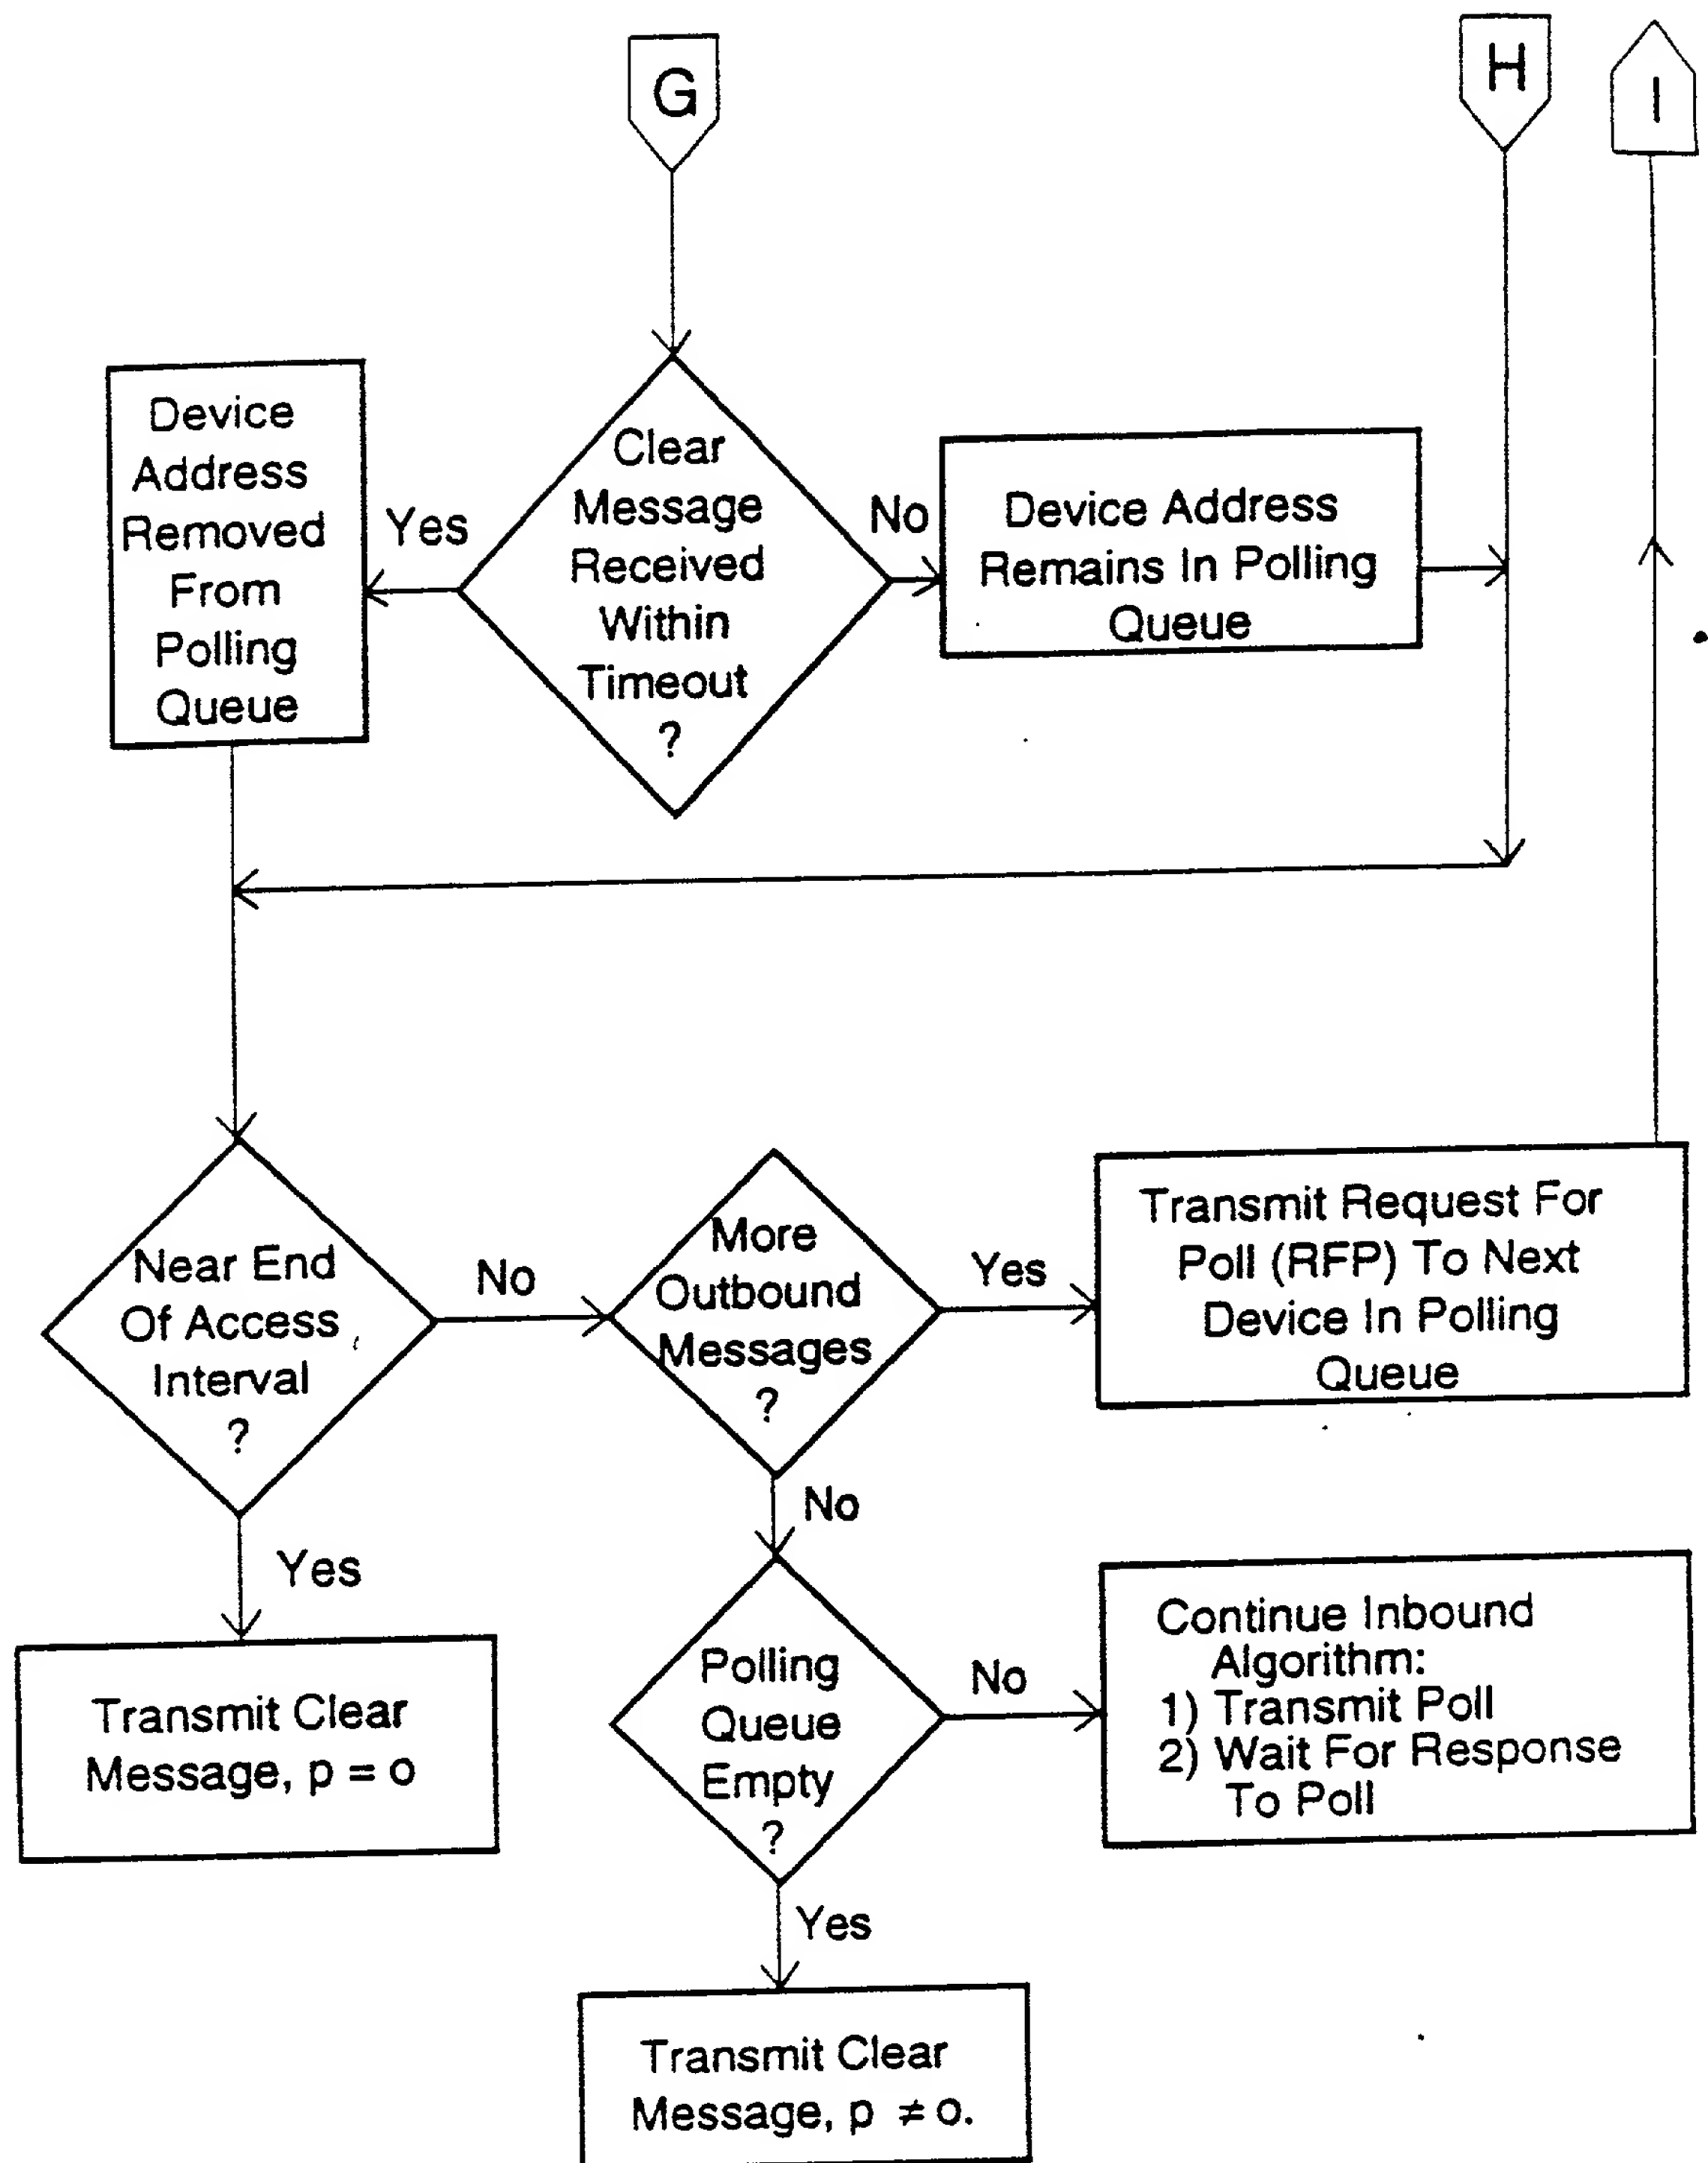 G
H
I
Device
Address
Removed
From
Polling
Queue
Yes
Clear
Message
Received
Within
Timeout
?
No
Device Address
Remains In Polling
Queue
Near End
Of Access
Interval
?
No
More
Outbound
Messages
?
Yes
Transmit Request For
Poll (RFP) To Next
Device In Polling
Queue
Yes
No
Transmit Clear
Message, p = o
Polling
Queue
Empty
?
No
Continue Inbound
Algorithm:
1) Transmit Poll
2) Wait For Response
To Poll
Yes
Transmit Clear
Message, p ≠ o.